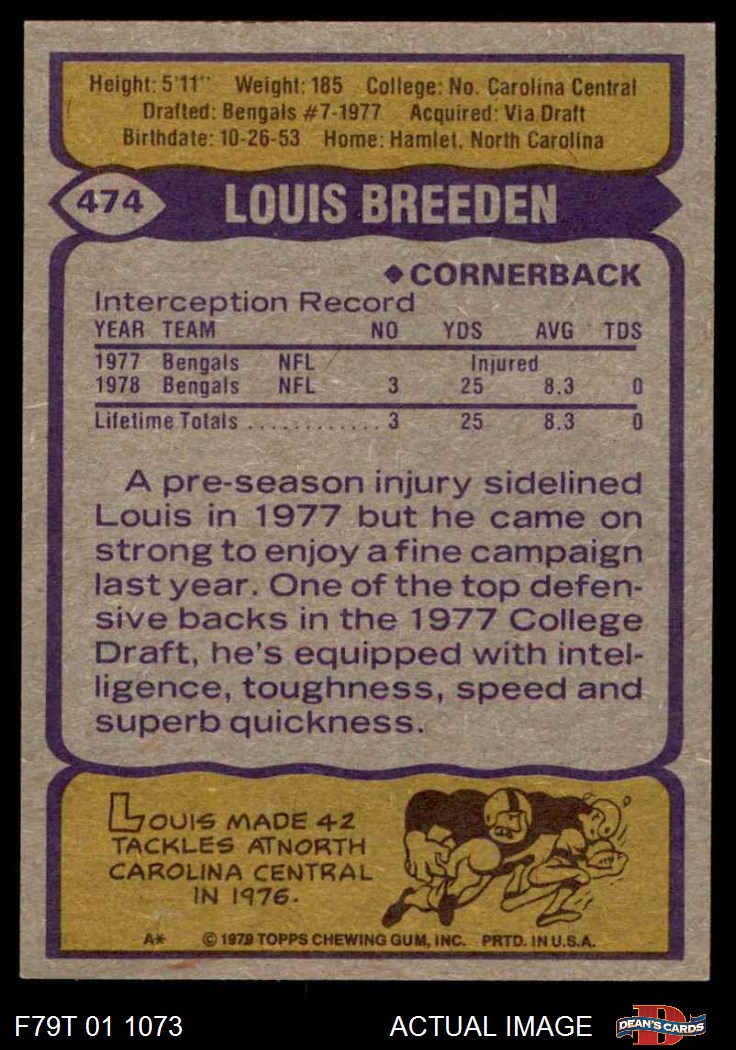 Height: 5'11" Weight: 185 College: No. Carolina Central
Drafted: Bengals #7-1977 Acquired: Via Draft
Birthdate: 10-26-53 Home: Hamlet, North Carolina
474 LOUIS BREEDEN
◆ CORNERBACK
Interception Record
YEAR TEAM NO YDS AVG TDS
1977 Bengals NFL Injured
1978 Bengals NFL 3 25 8.3 0
Lifetime Totals ............ 3 25 8.3 0
A pre-season injury sidelined
Louis in 1977 but he came on
strong to enjoy a fine campaign
last year. One of the top defen-
sive backs in the 1977 College
Draft, he's equipped with intel-
ligence, toughness, speed and
superb quickness.
LOUIS MADE 42
TACKLES ATNORTH
CAROLINA CENTRAL
IN 1976.
A* © 1979 TOPPS CHEWING GUM, INC. PRTD. IN U.S.A.
F79T 01 1073 ACTUAL IMAGE D DEAN'S CARDS